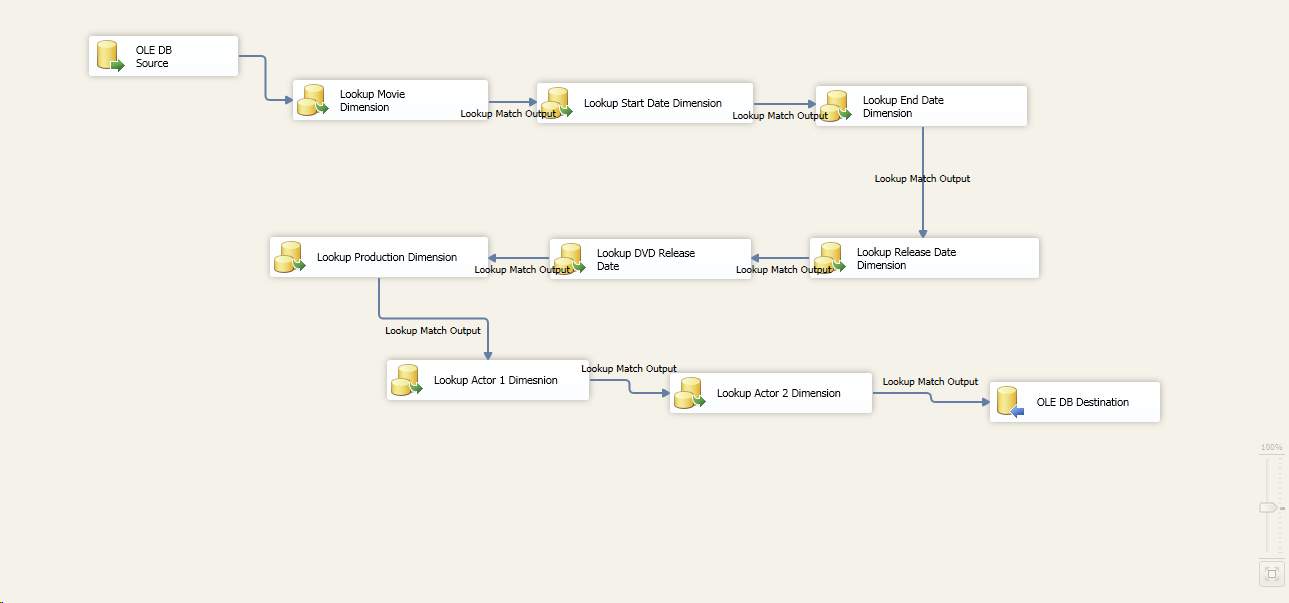 OLE DB
Source
Lookup Movie
Dimension
Lookup Match Output
Lookup Start Date Dimension
Lookup Match Output
Lookup End Date
Dimension
Lookup Match Output
Lookup Production Dimension
Lookup Match Output
Lookup DVD Release
Date
Lookup Match Output
Lookup Release Date
Dimension
Lookup Match Output
Lookup Actor 1 Dimesnion
Lookup Match Output
Lookup Actor 2 Dimension
Lookup Match Output
OLE DB Destination
100%